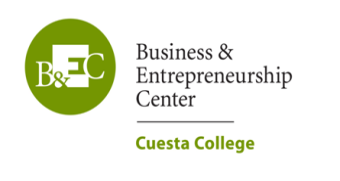 B&EC
Business &
Entrepreneurship
Center
Cuesta College